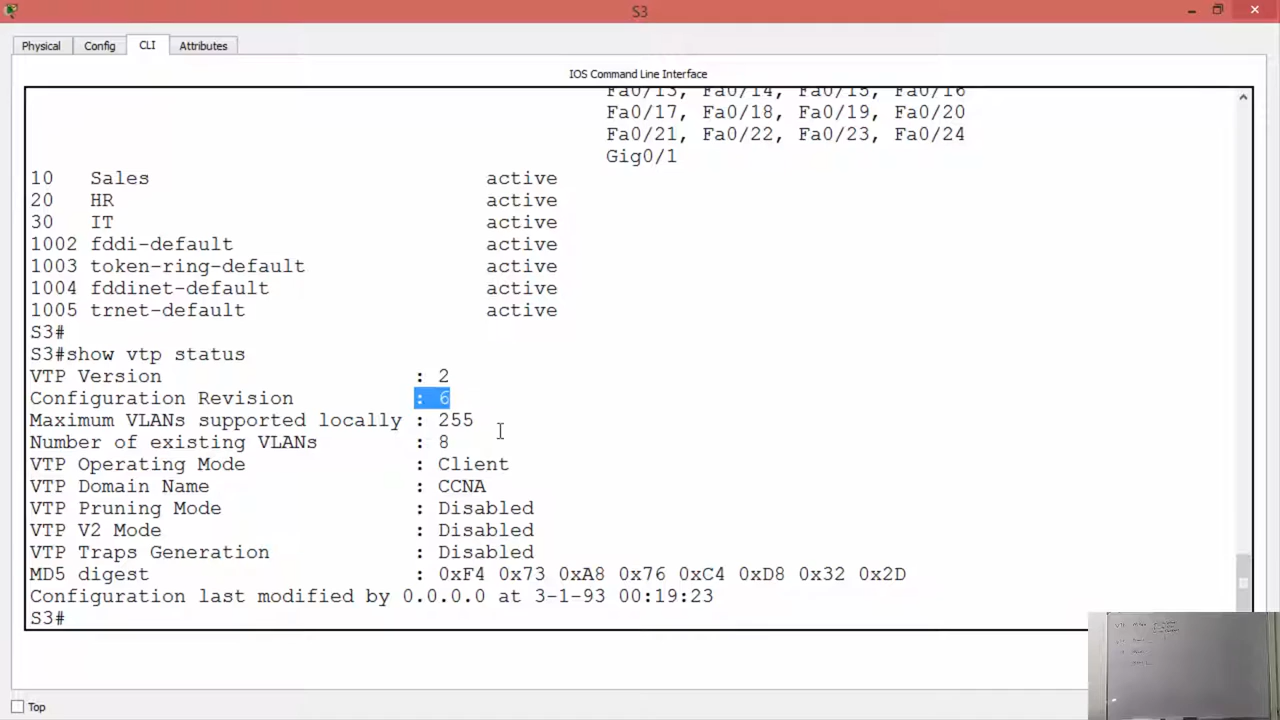 S3
Physical Config CLI Attributes
IOS Command Line Interface
Fa0/13, Fa0/14, Fa0/15, Fa0/16
Fa0/17, Fa0/18, Fa0/19, Fa0/20
Fa0/21, Fa0/22, Fa0/23, Fa0/24
Gig0/1
10 Sales active
20 HR active
30 IT active
1002 fddi-default active
1003 token-ring-default active
1004 fddinet-default active
1005 trnet-default active
S3#
S3#show vtp status
VTP Version : 2
Configuration Revision : 6
Maximum VLANs supported locally : 255
Number of existing VLANs : 8
VTP Operating Mode : Client
VTP Domain Name : CCNA
VTP Pruning Mode : Disabled
VTP V2 Mode : Disabled
VTP Traps Generation : Disabled
MD5 digest : 0xF4 0x73 0xA8 0x76 0xC4 0xD8 0x32 0x2D
Configuration last modified by 0.0.0.0 at 3-1-93 00:19:23
S3#
Top